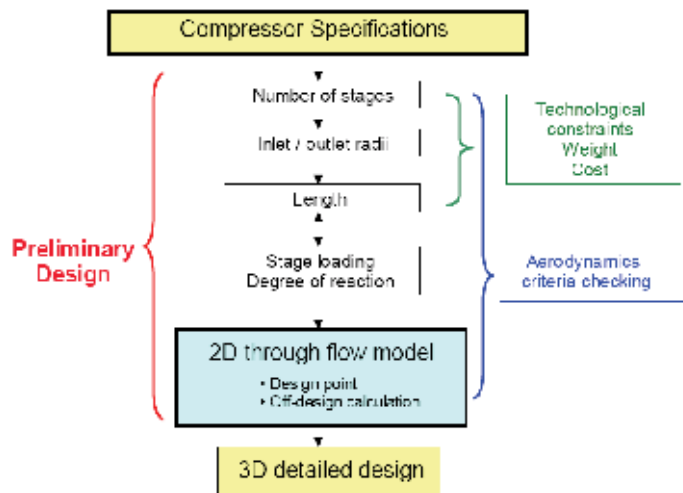 Compressor Specifications
Number of stages
Inlet / outlet radii
Length
Stage loading
Degree of reaction
2D through flow model
• Design point
• Off-design calculation
3D detailed design
Preliminary
Design
Technological
constraints
Weight
Cost
Aerodynamics
criteria checking